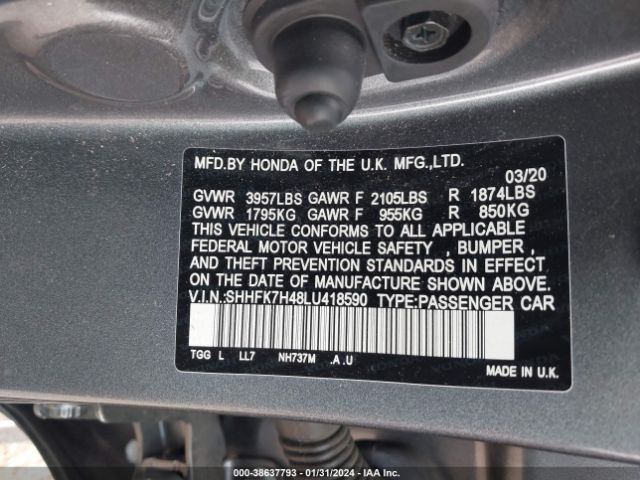 MFD.BY HONDA OF THE U.K. MFG.,LTD.
03/20
GVWR 3957LBS GAWR F 2105LBS R 1874LBS
GVWR 1795KG GAWR F 955KG R 850KG
THIS VEHICLE CONFORMS TO ALL APPLICABLE
FEDERAL MOTOR VEHICLE SAFETY , BUMPER ,
AND THEFT PREVENTION STANDARDS IN EFFECT
ON THE DATE OF MANUFACTURE SHOWN ABOVE.
V.I.N.:SHHFK7H48LU418590 TYPE:PASSENGER CAR
TGG L LL7 NH737M .A .U
MADE IN U.K.
000-38637793 - 01/31/2024 - IAA Inc.